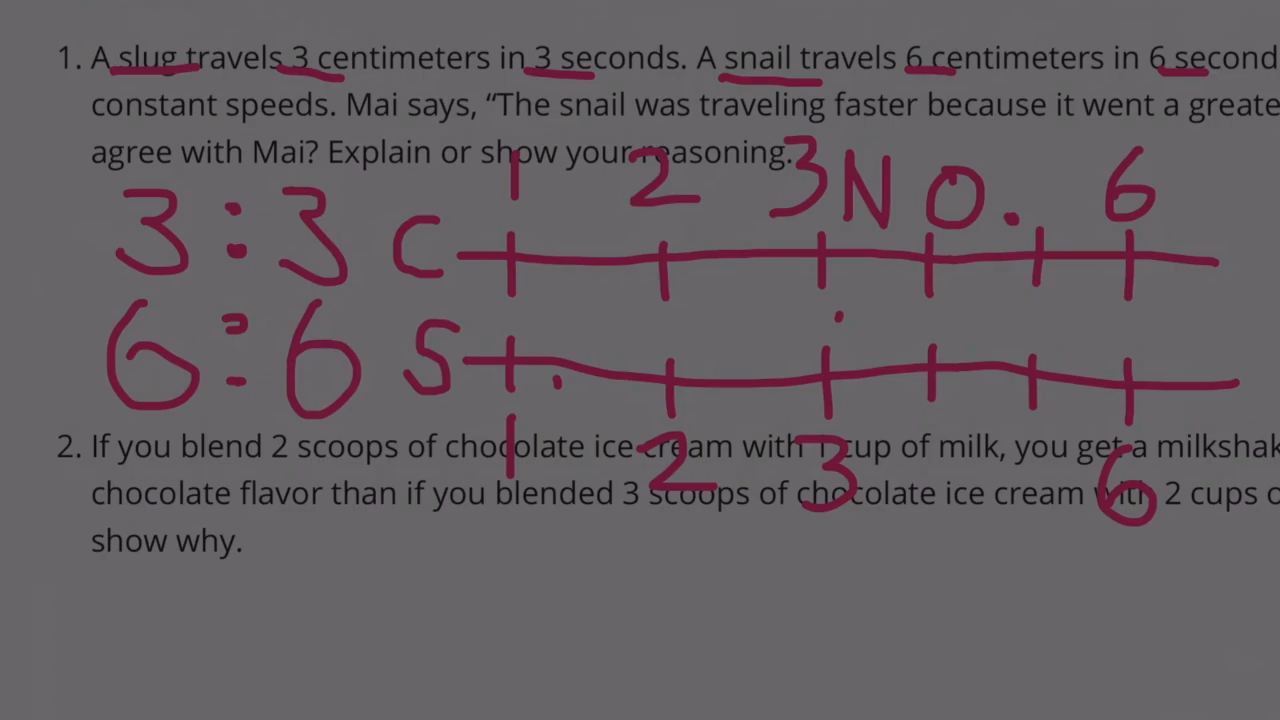 1. A slug travels 3 centimeters in 3 seconds. A snail travels 6 centimeters in 6 second
constant speeds. Mai says, “The snail was traveling faster because it went a greate
agree with Mai? Explain or show your reasoning.
1 2 3 NO. 6
3:3 C
6:6 S
1 2 3 6
2. If you blend 2 scoops of chocolate ice cream with 1 cup of milk, you get a milkshak
chocolate flavor than if you blended 3 scoops of chocolate ice cream with 2 cups o
show why.